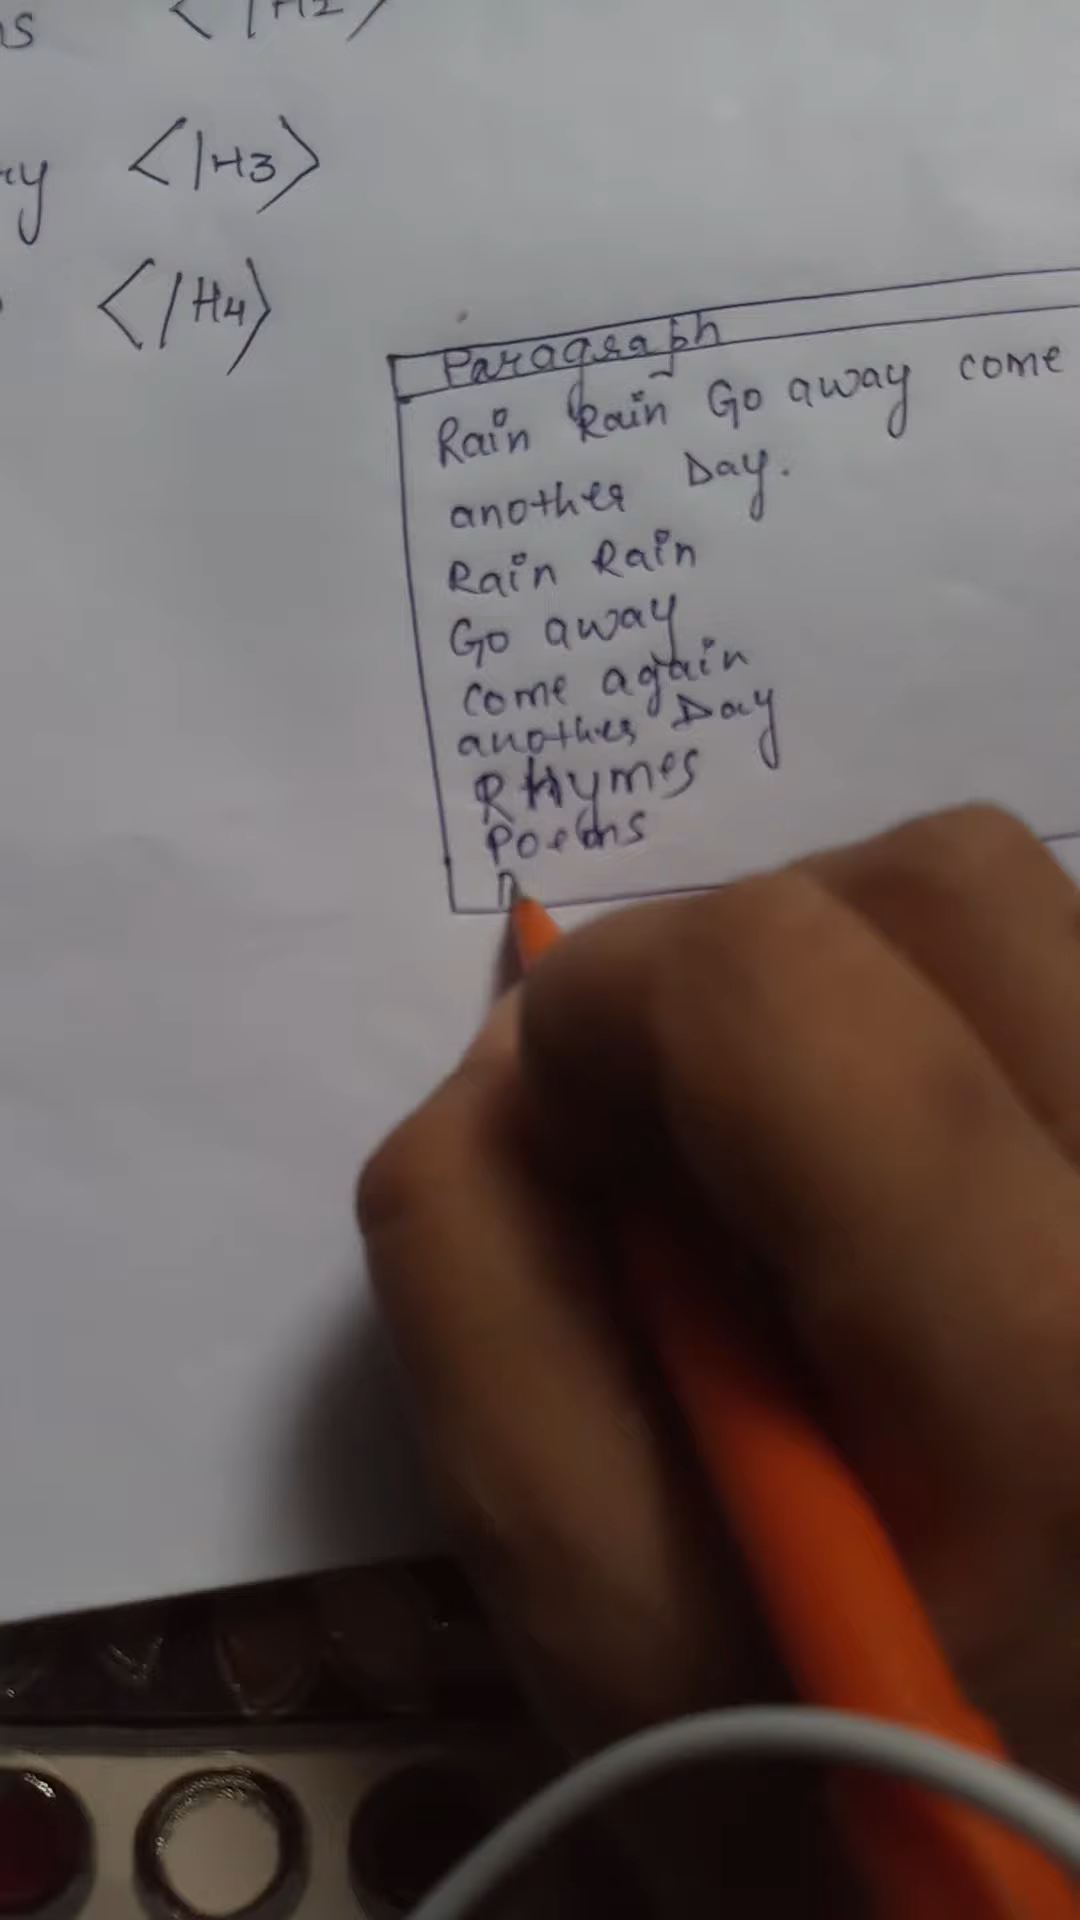 </H2>
</H3>
</H4>
Paragraph
Rain Rain Go away come
another Day.
Rain Rain
Go away
come again
another Day
RHymes
Poems